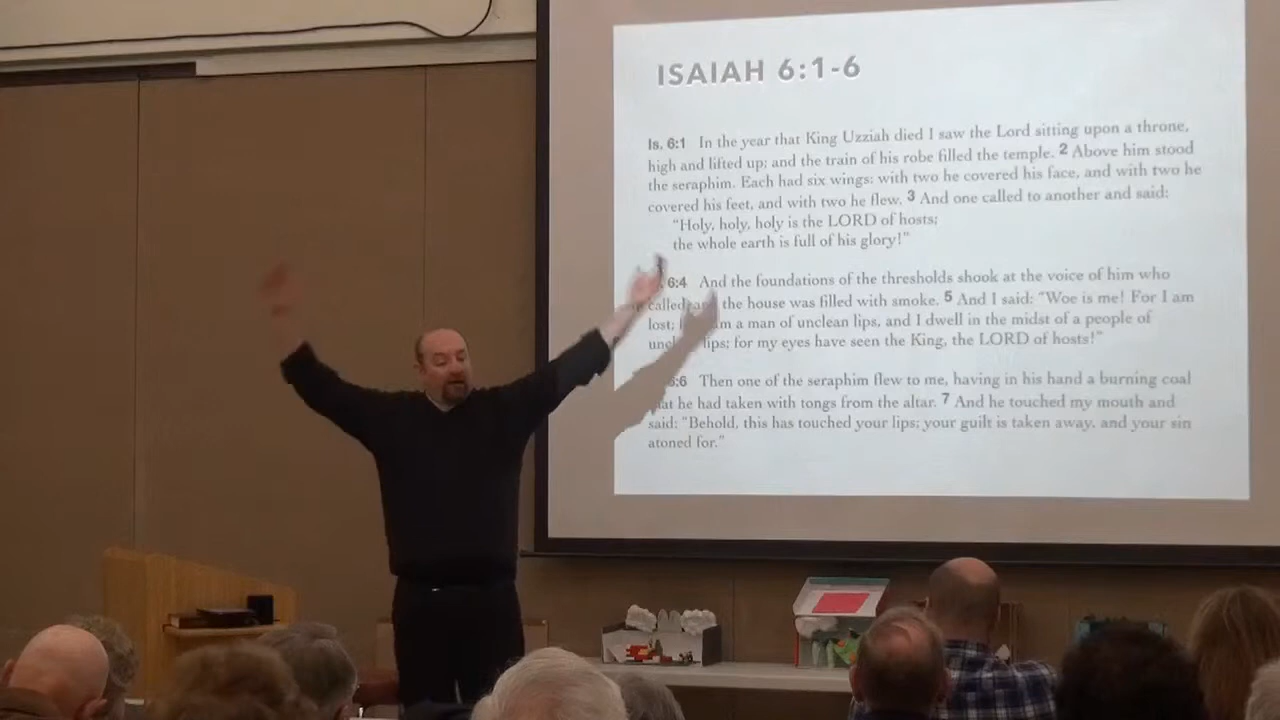 ISAIAH 6:1-6
Is. 6:1 In the year that King Uzziah died I saw the Lord sitting upon a throne,
high and lifted up; and the train of his robe filled the temple. 2 Above him stood
the seraphim. Each had six wings: with two he covered his face, and with two he
covered his feet, and with two he flew. 3 And one called to another and said:
“Holy, holy, holy is the LORD of hosts;
the whole earth is full of his glory!”
6:4 And the foundations of the thresholds shook at the voice of him who
called the house was filled with smoke. 5 And I said: “Woe is me! For I am
lost; a man of unclean lips, and I dwell in the midst of a people of
lips; for my eyes have seen the King, the LORD of hosts!”
:6 Then one of the seraphim flew to me, having in his hand a burning coal
he had taken with tongs from the altar. 7 And he touched my mouth and
said: “Behold, this has touched your lips; your guilt is taken away, and your sin
atoned for.”